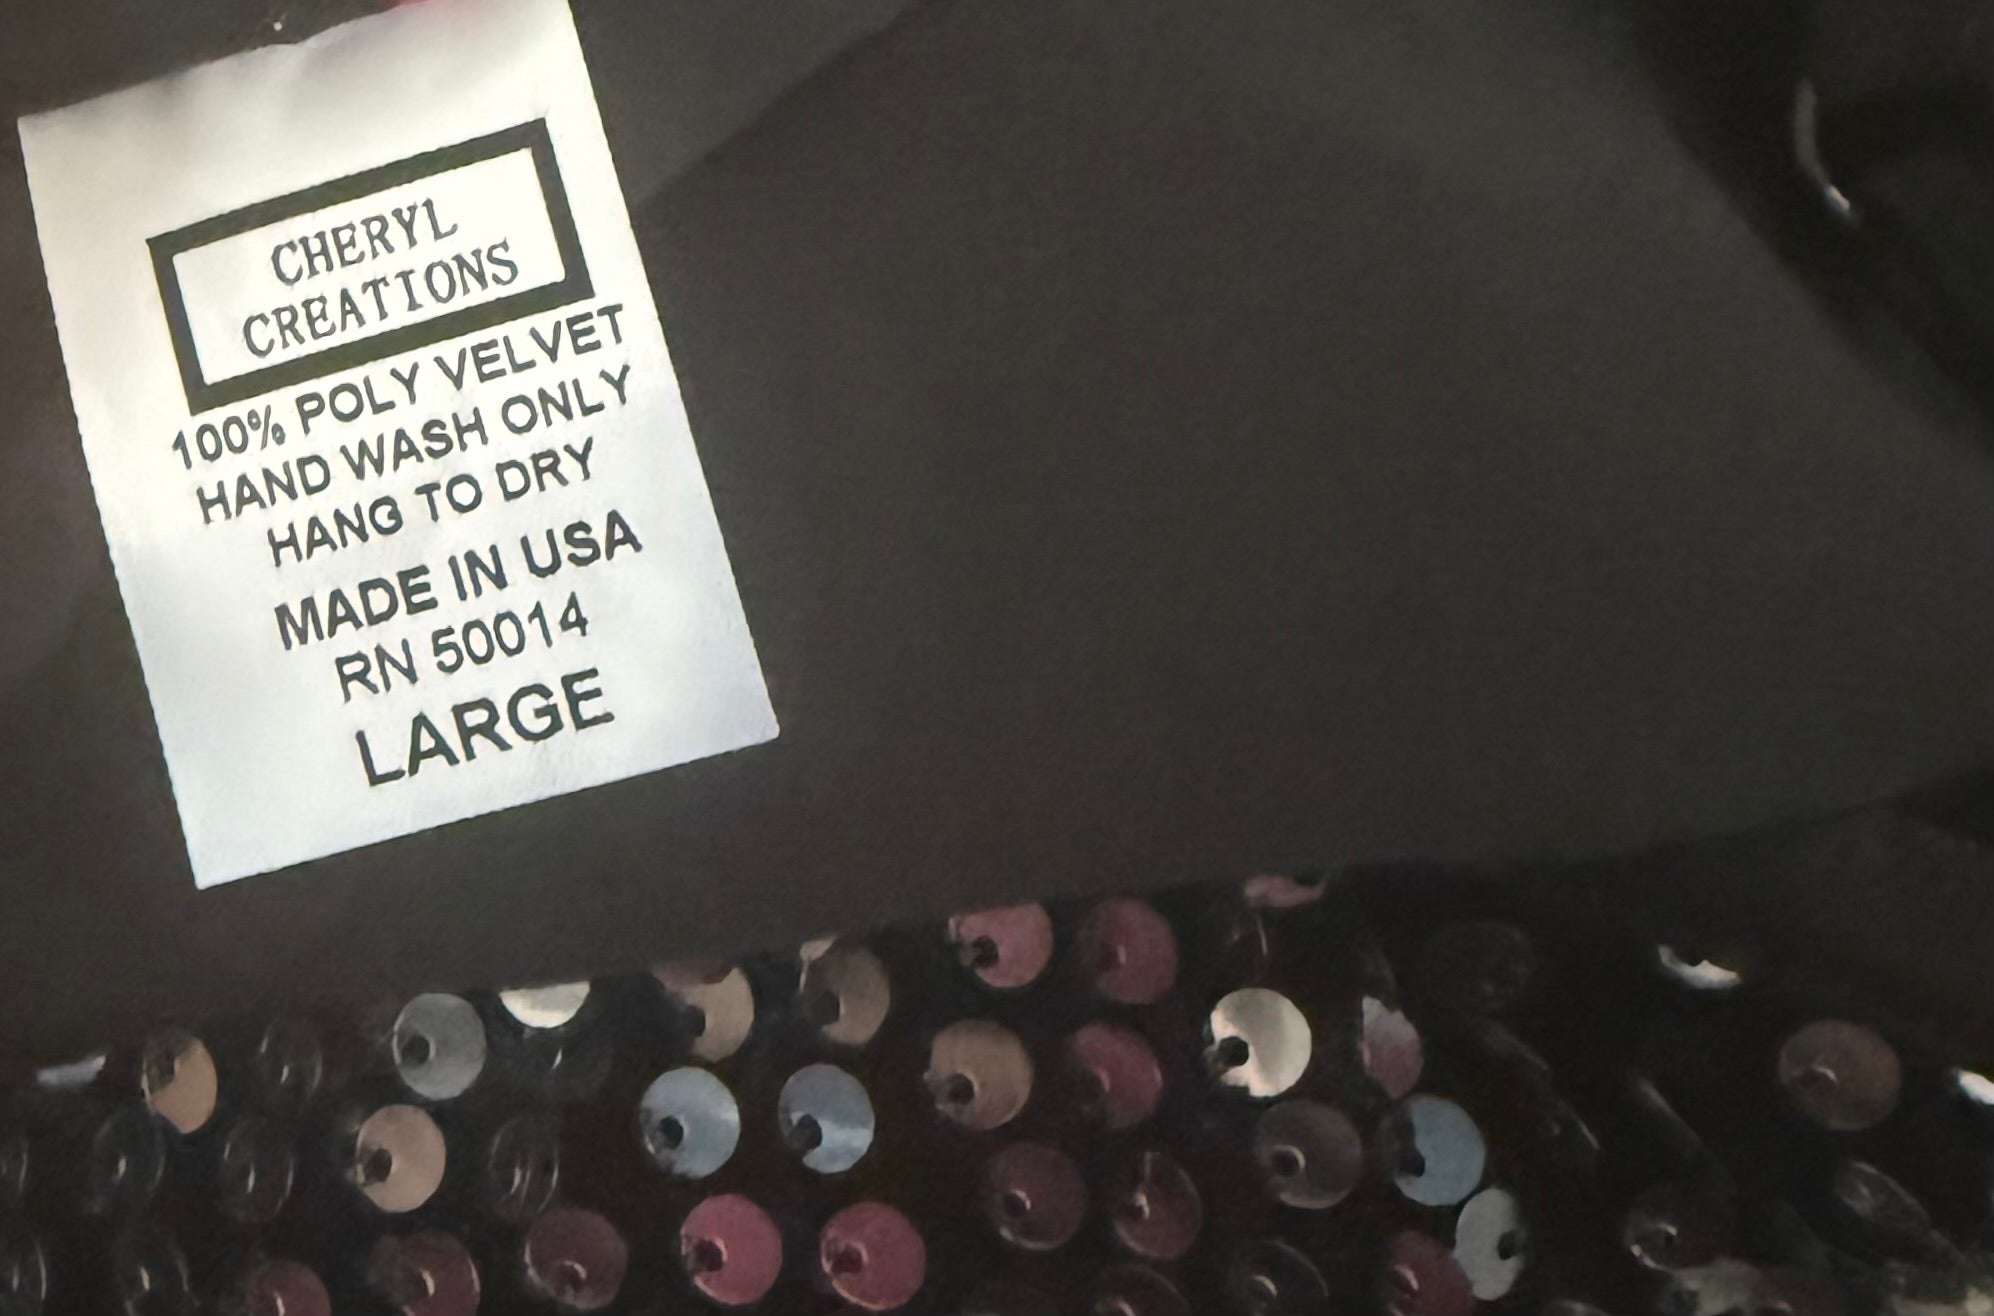 CHERYL
CREATIONS
100% POLY VELVET
HAND WASH ONLY
HANG TO DRY
MADE IN USA
RN 50014
LARGE